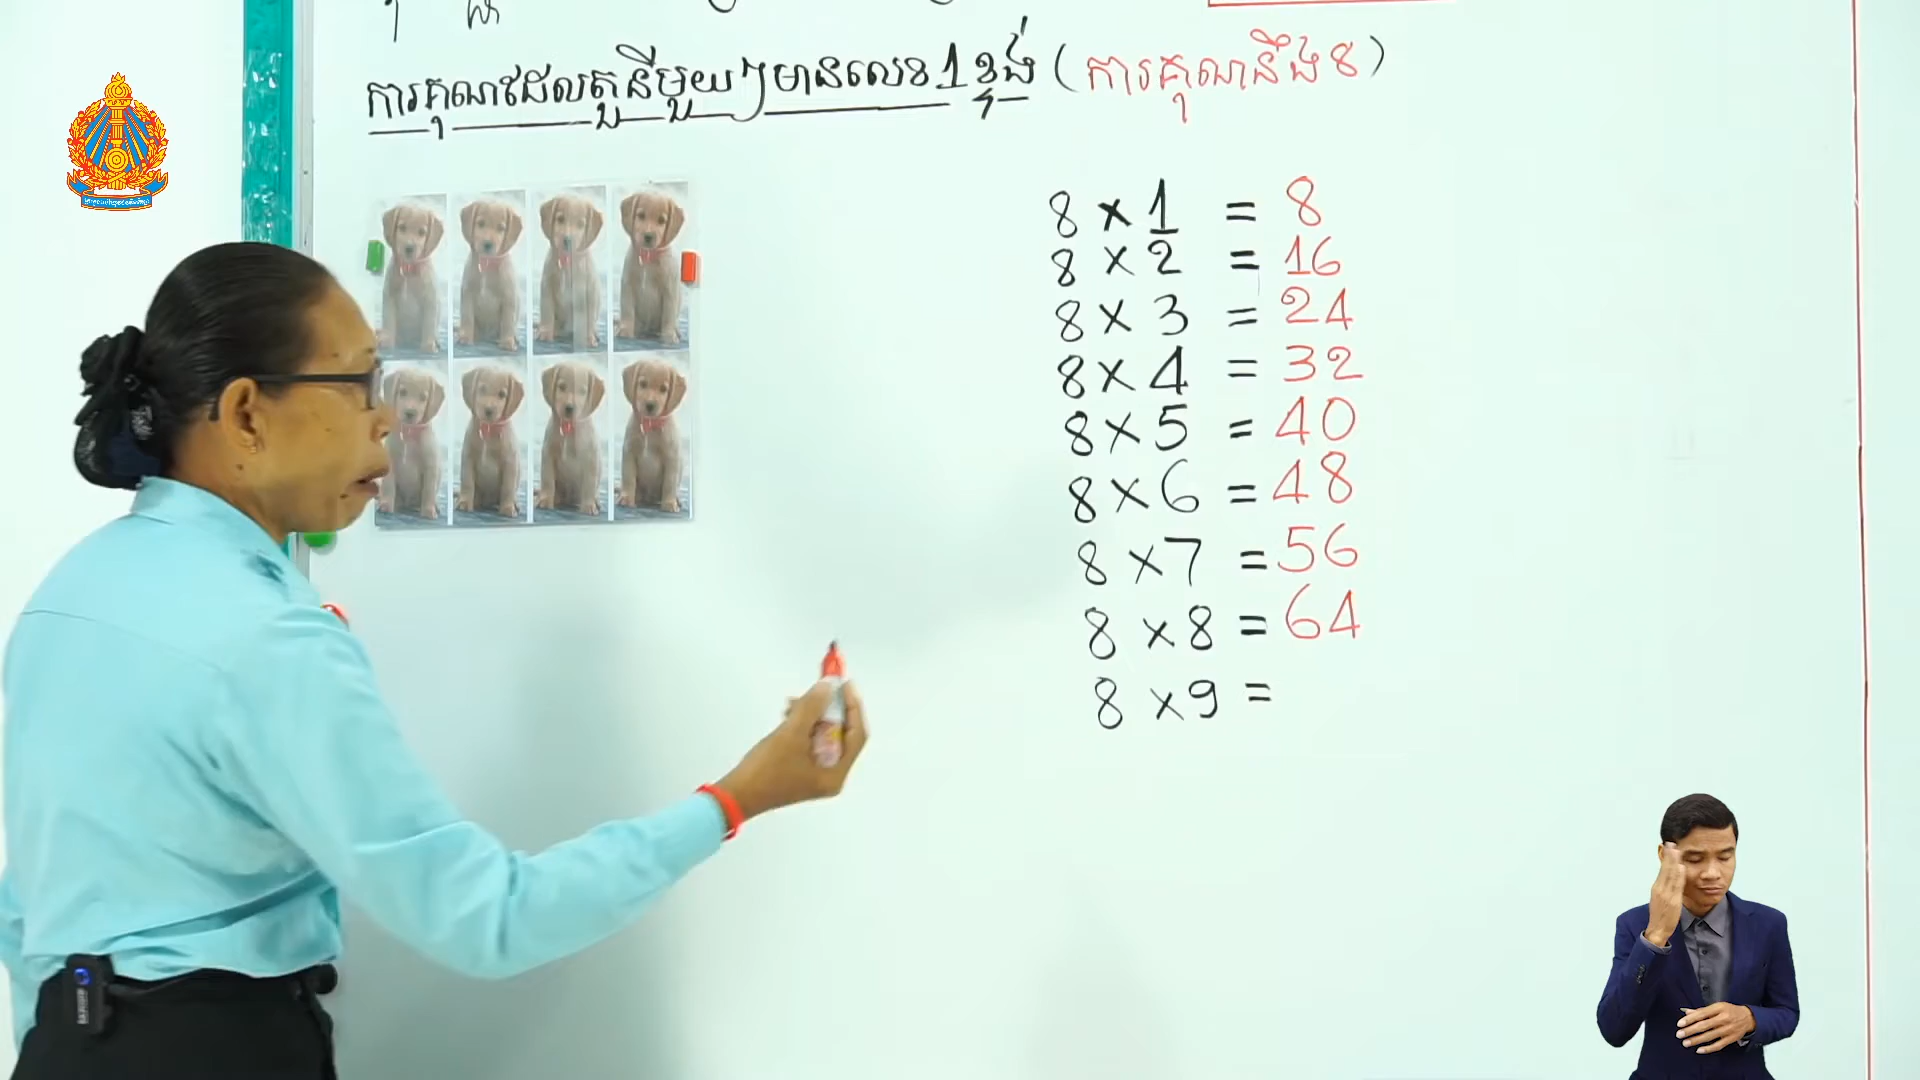 ការគុណដែលតួនីមួយៗមានលេខ1ខ្ទង់ (ការគុណនឹង៨)
8 × 1 = 8
8 × 2 = 16
8 × 3 = 24
8 × 4 = 32
8 × 5 = 40
8 × 6 = 48
8 × 7 = 56
8 × 8 = 64
8 × 9 =